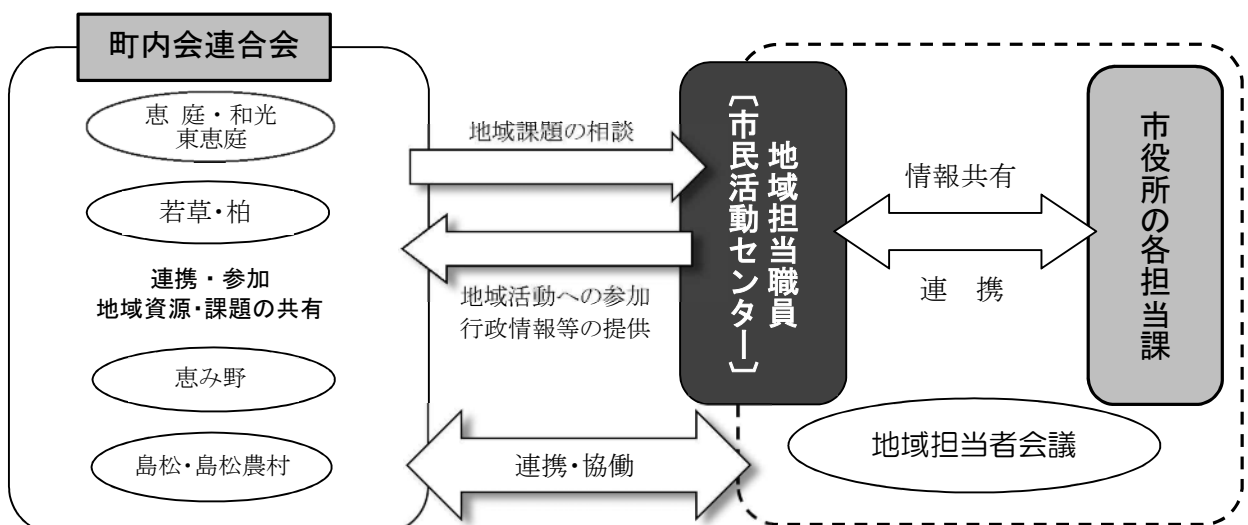 町内会連合会
恵 庭・和光
東恵庭
若草・柏
連携・参加
地域資源・課題の共有
恵み野
島松・島松農村
地域課題の相談
地域活動への参加
行政情報等の提供
連携・協働
地域担当職員
〔市民活動センター〕
情報共有
連 携
市役所の各担当課
地域担当者会議